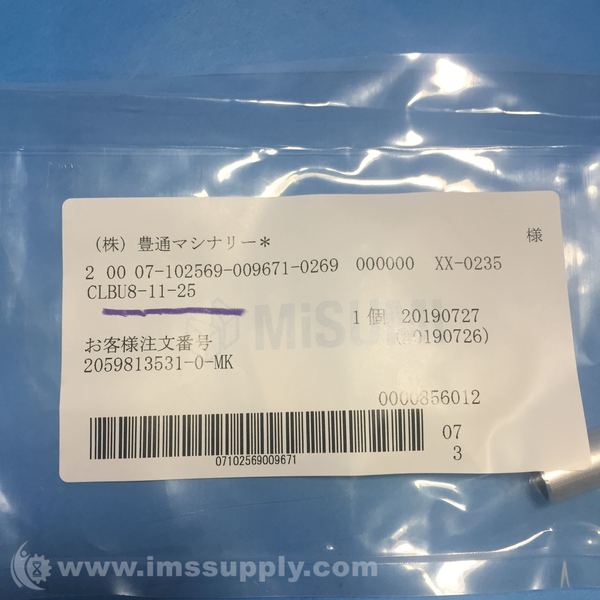 （株）豊通マシナリー＊ 様
2 00 07-102569-009671-0269 000000 XX-0235
CLBU8-11-25
MiSUMi
1個 20190727
お客様注文番号 (20190726)
2059813531-0-MK
0000856012
07
3
07102569009671
www.imssupply.com